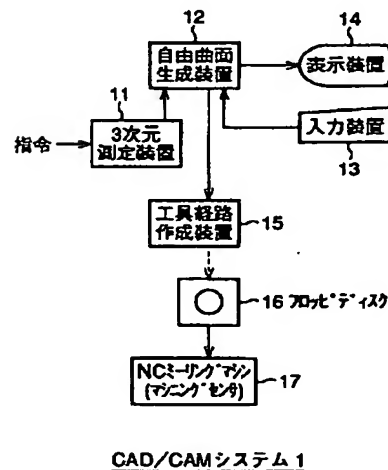 12
自由曲面
生成装置
14
表示装置
11
指令
3次元
測定装置
入力装置
13
工具経路
作成装置
15
16 フロッピディスク
NCミーリングマシン
(マシニングセンサ)
17
CAD/CAMシステム 1